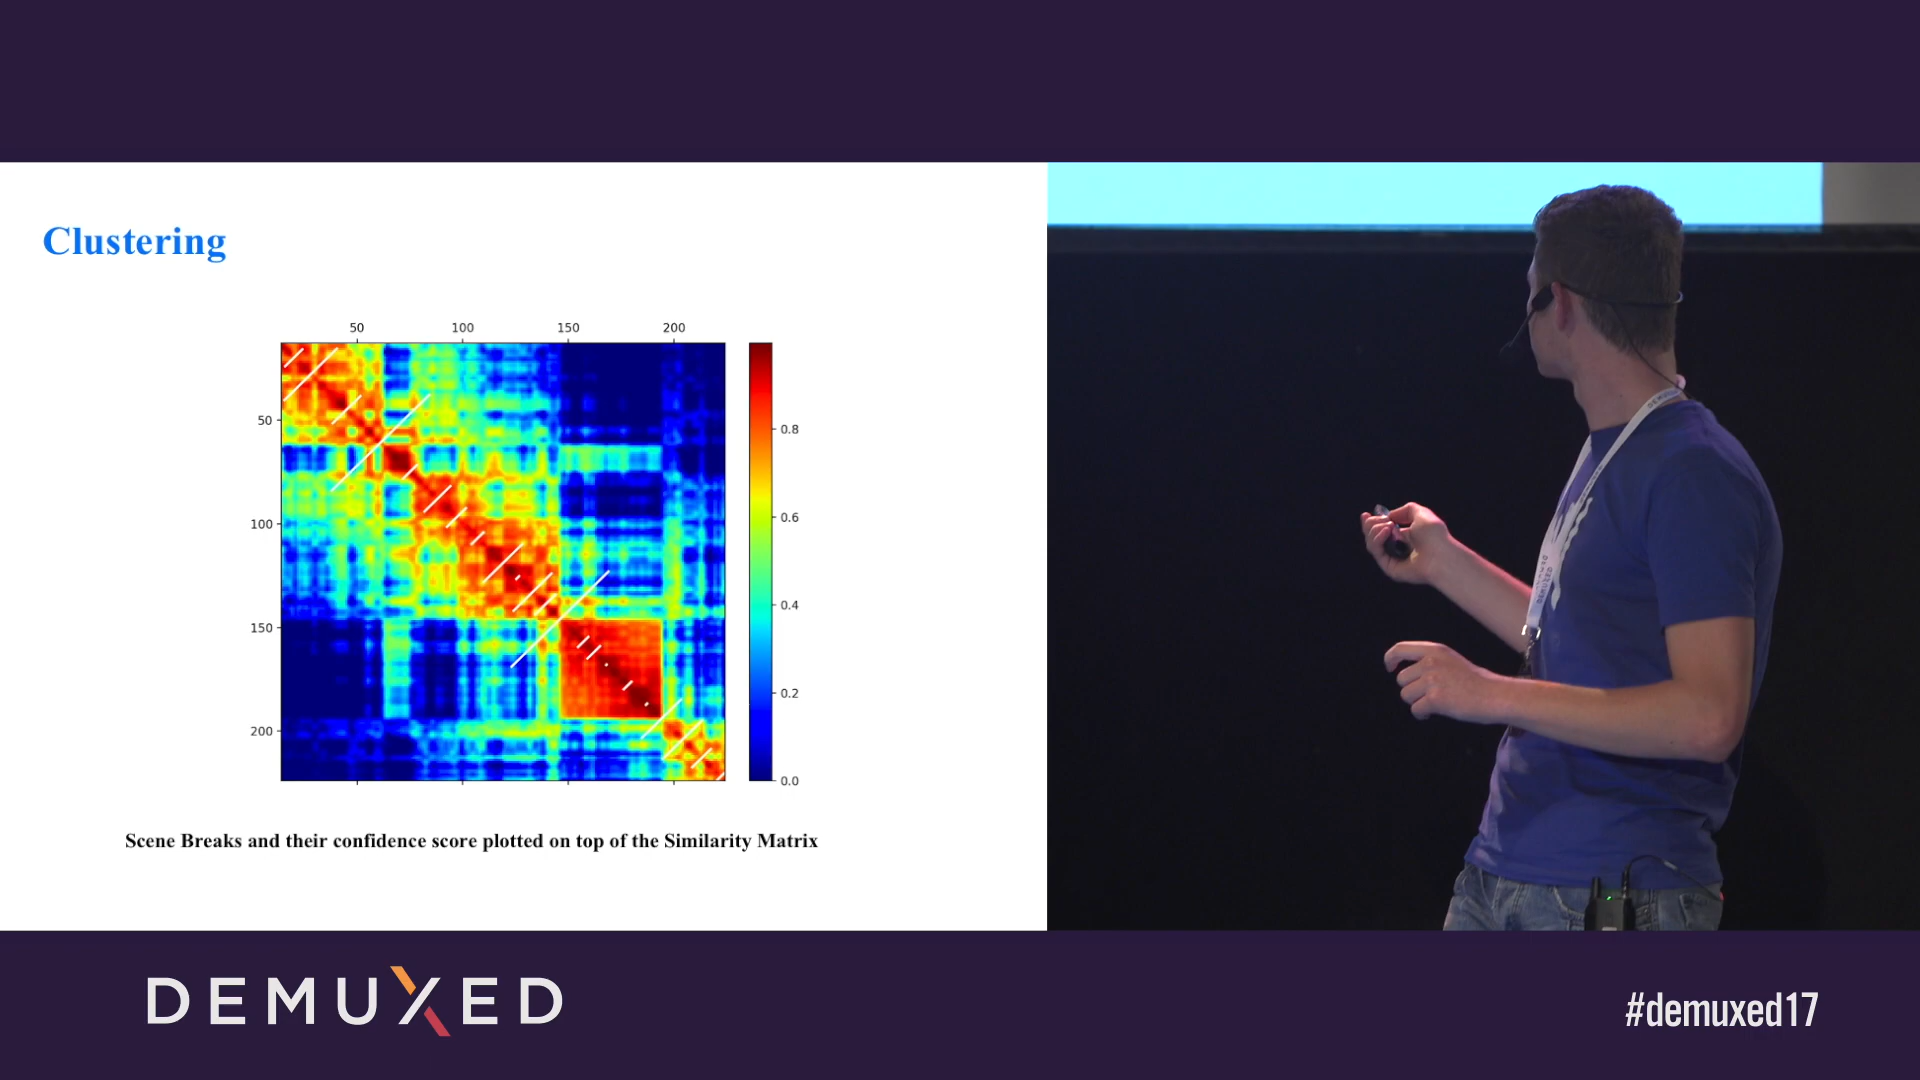 Clustering
50 100 150 200
50
100
150
200
0.8
0.6
0.4
0.2
0.0
Scene Breaks and their confidence score plotted on top of the Similarity Matrix
DEMUXED
DEMUXED
#demuxed17